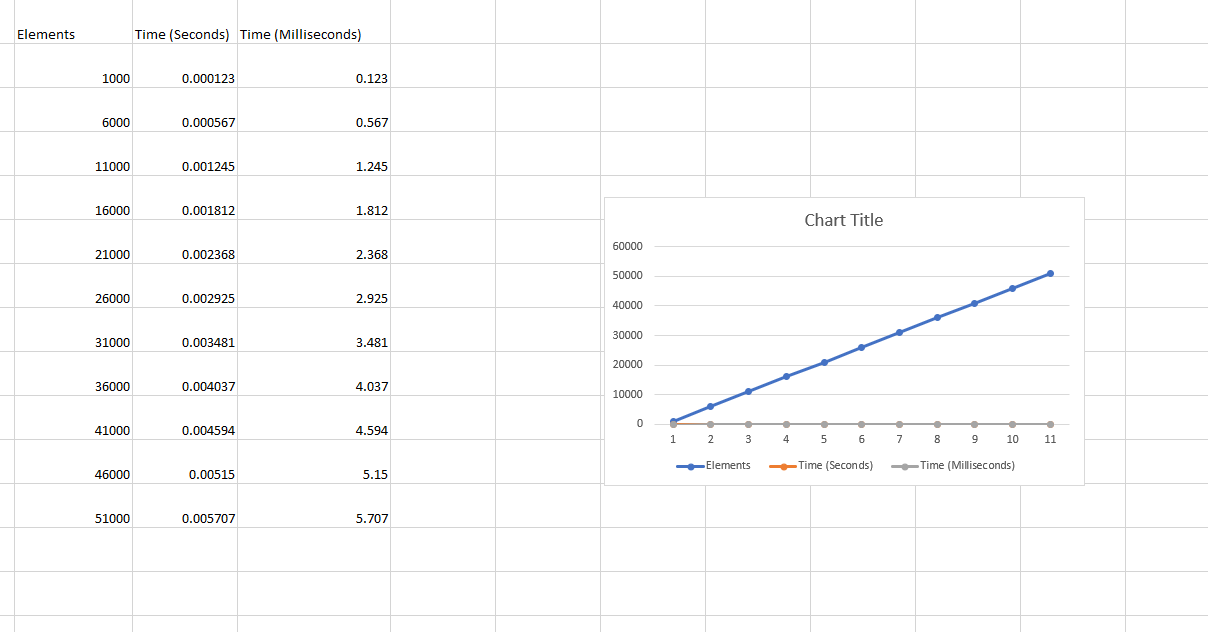 Elements Time (Seconds) Time (Milliseconds)
1000 0.000123 0.123
6000 0.000567 0.567
11000 0.001245 1.245
16000 0.001812 1.812
21000 0.002368 2.368
26000 0.002925 2.925
31000 0.003481 3.481
36000 0.004037 4.037
41000 0.004594 4.594
46000 0.00515 5.15
51000 0.005707 5.707
Chart Title
60000
50000
40000
30000
20000
10000
0
1 2 3 4 5 6 7 8 9 10 11
Elements Time (Seconds) Time (Milliseconds)